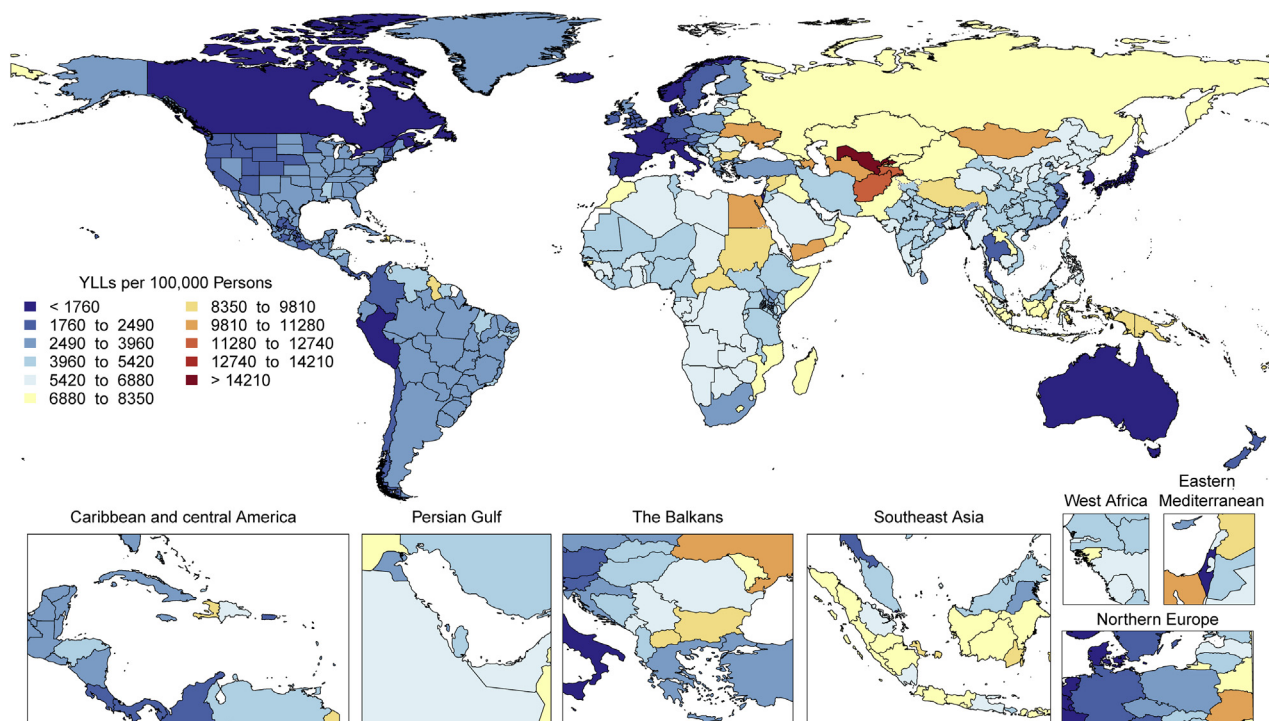 YLLs per 100,000 Persons
< 1760
1760 to 2490
2490 to 3960
3960 to 5420
5420 to 6880
6880 to 8350
8350 to 9810
9810 to 11280
11280 to 12740
12740 to 14210
> 14210
Caribbean and central America
Persian Gulf
The Balkans
Southeast Asia
West Africa
Eastern
Mediterranean
Northern Europe